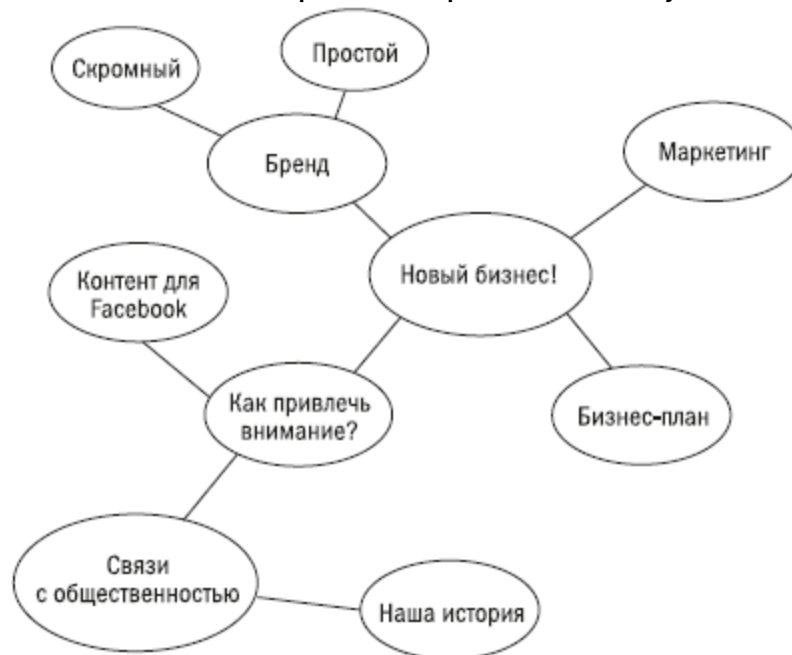 Простой
Скромный
Бренд
Маркетинг
Новый бизнес!
Контент для
Facebook
Как привлечь
внимание?
Бизнес-план
Связи
с общественностью
Наша история